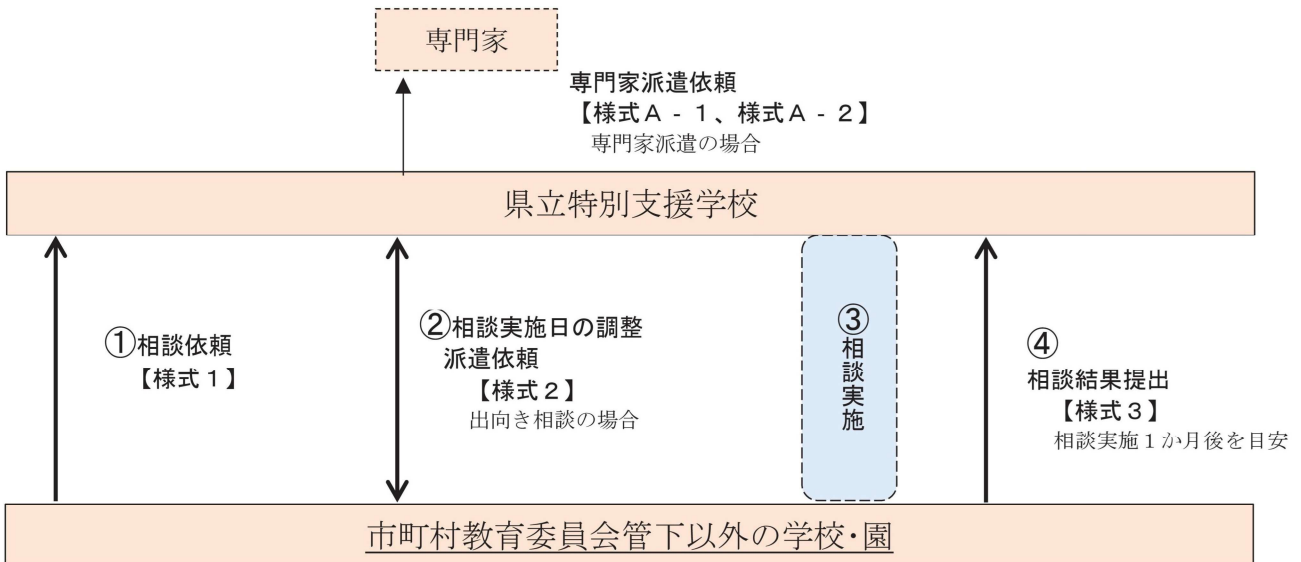 専門家
専門家派遣依頼
【様式Ａ‐１、様式Ａ‐２】
専門家派遣の場合
県立特別支援学校
①相談依頼
【様式１】
②相談実施日の調整
派遣依頼
【様式２】
出向き相談の場合
③相談実施
④
相談結果提出
【様式３】
相談実施１か月後を目安
市町村教育委員会管下以外の学校･園